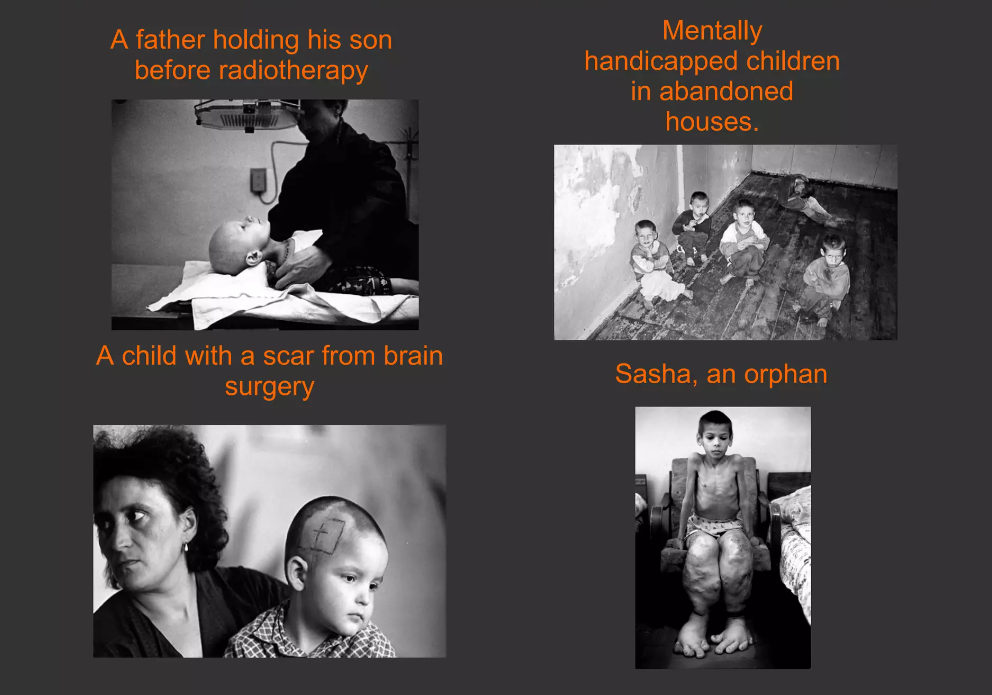 A father holding his son
before radiotherapy
Mentally
handicapped children
in abandoned
houses.
A child with a scar from brain
surgery
Sasha, an orphan